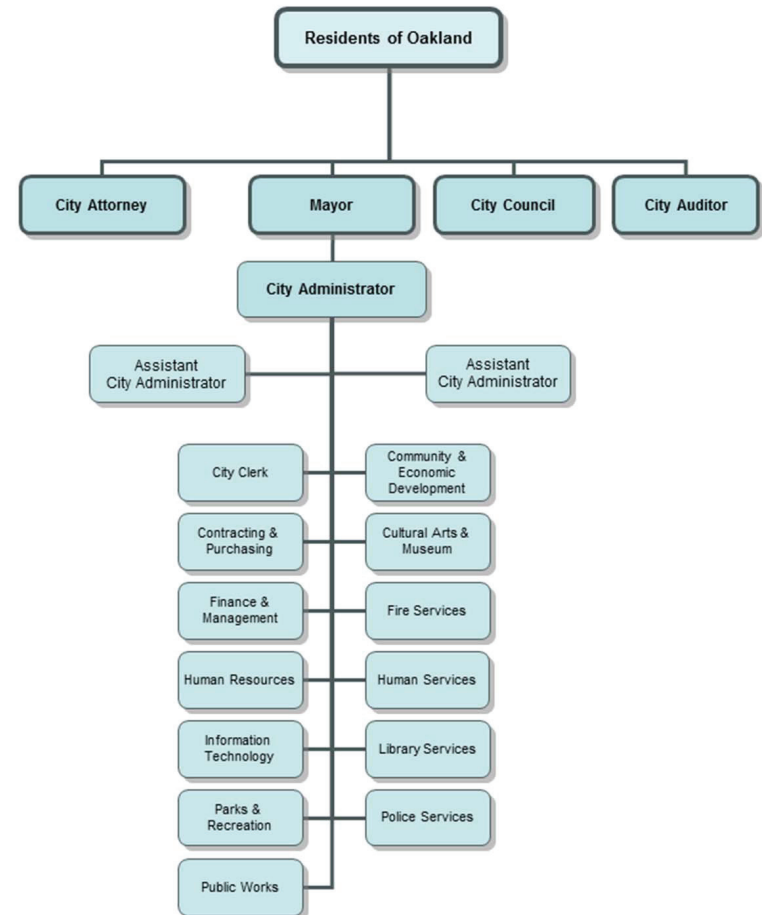 Residents of Oakland
City Attorney
Mayor
City Council
City Auditor
City Administrator
Assistant
City Administrator
Assistant
City Administrator
City Clerk
Community &
Economic
Development
Contracting &
Purchasing
Cultural Arts &
Museum
Finance &
Management
Fire Services
Human Resources
Human Services
Information
Technology
Library Services
Parks &
Recreation
Police Services
Public Works